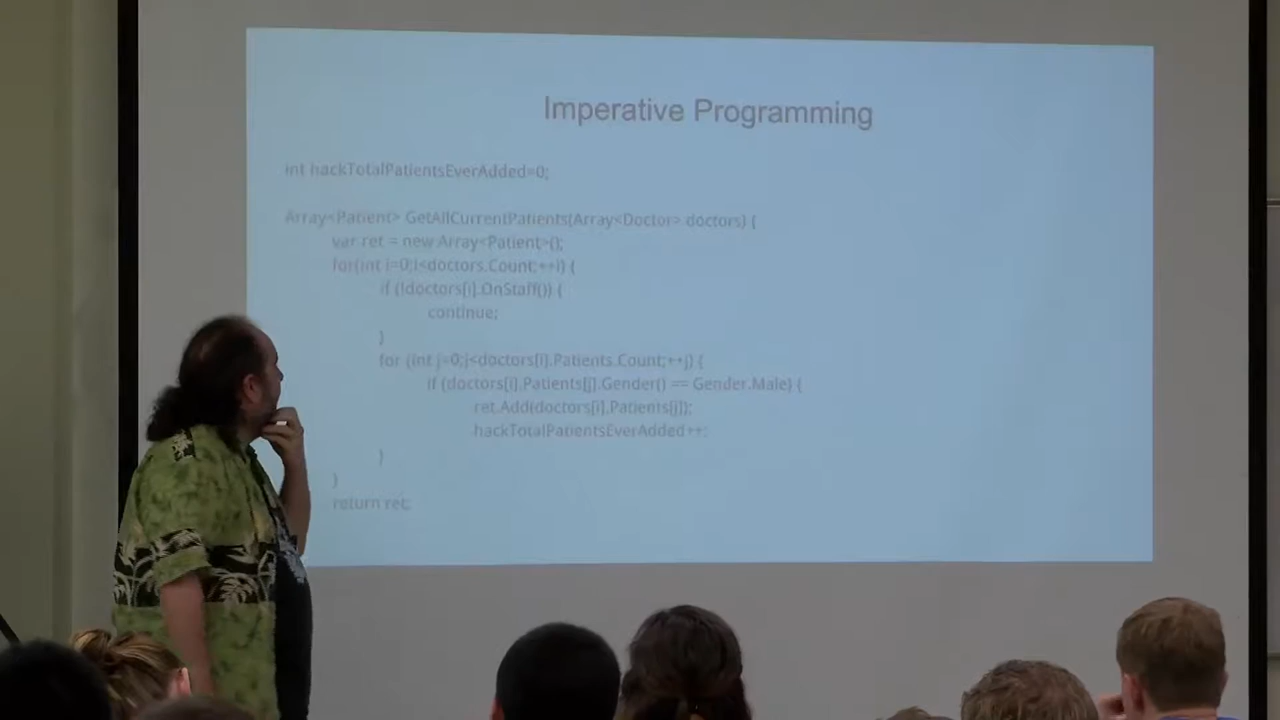 Imperative Programming
int hackTotalPatientsEverAdded=0;
Array<Patient> GetAllCurrentPatients(Array<Doctor> doctors) {
var ret = new Array<Patient>();
for(int i=0;i<doctors.Count;++i) {
if (!doctors[i].OnStaff()) {
continue;
}
for (int j=0;j<doctors[i].Patients.Count;++j) {
if (doctors[i].Patients[j].Gender() == Gender.Male) {
ret.Add(doctors[i].Patients[j]);
hackTotalPatientsEverAdded++;
}
}
return ret;